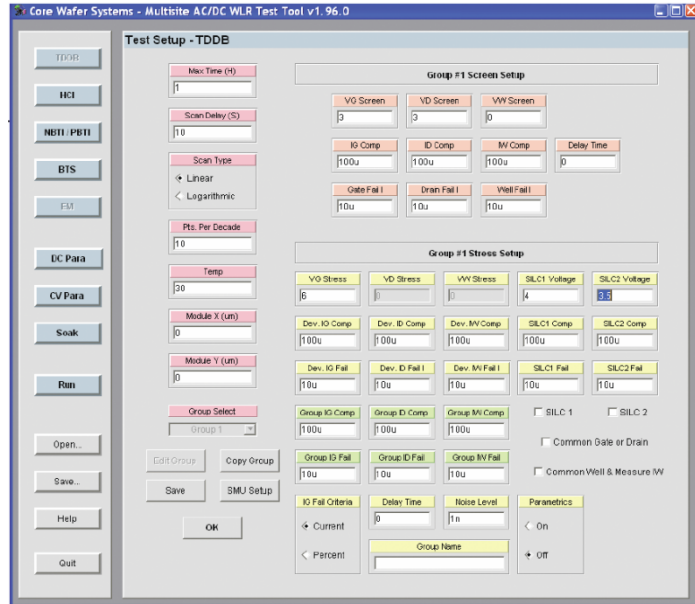 Core Wafer Systems - Multisite AC/DC WLR Test Tool v1.96.0
Test Setup - TDDB
TDDB
HCI
NBTI / PBTI
BTS
EM
DC Para
CV Para
Soak
Run
Open...
Save...
Help
Quit
Max Time (H)
1
Scan Delay (S)
10
Scan Type
Linear
Logarithmic
Pts. Per Decade
10
Temp
30
Module X (um)
0
Module Y (um)
0
Group Select
Group 1
Edit Group Copy Group
Save SMU Setup
OK
Group #1 Screen Setup
VG Screen VD Screen VW Screen
3 3 0
IG Comp ID Comp IW Comp Delay Time
100u 100u 100u 0
Gate Fail I Drain Fail I Well Fail I
10u 10u 10u
Group #1 Stress Setup
VG Stress VD Stress VW Stress SILC1 Voltage SILC2 Voltage
6 0 0 4 3.5
Dev. IG Comp Dev. ID Comp Dev. IW Comp SILC1 Comp SILC2 Comp
100u 100u 100u 100u 100u
Dev. IG Fail Dev. ID Fail I Dev. IW Fail I SILC1 Fail SILC2 Fail
10u 10u 10u 10u 10u
Group IG Comp Group ID Comp Group IW Comp SILC 1 SILC 2
100u 100u 100u
Common Gate or Drain
Group IG Fail Group ID Fail Group IW Fail
10u 10u 10u
Common Well & Measure IW
IG Fail Criteria Delay Time Noise Level Parametrics
0 1n
Current On
Group Name
Percent Off